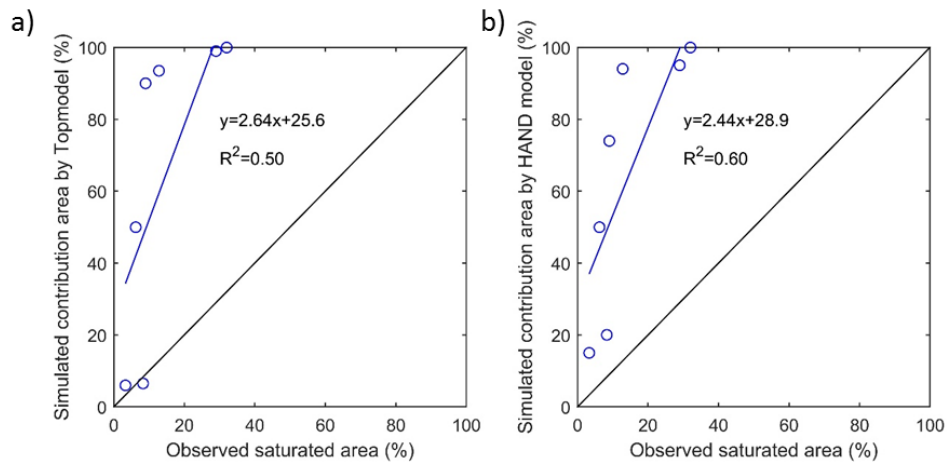 a)
Simulated contribution area by Topmodel (%)
100
80
60
40
20
0
y=2.64x+25.6
R²=0.50
0 20 40 60 80 100
Observed saturated area (%)
b)
Simulated contribution area by HAND model (%)
100
80
60
40
20
0
y=2.44x+28.9
R²=0.60
0 20 40 60 80 100
Observed saturated area (%)